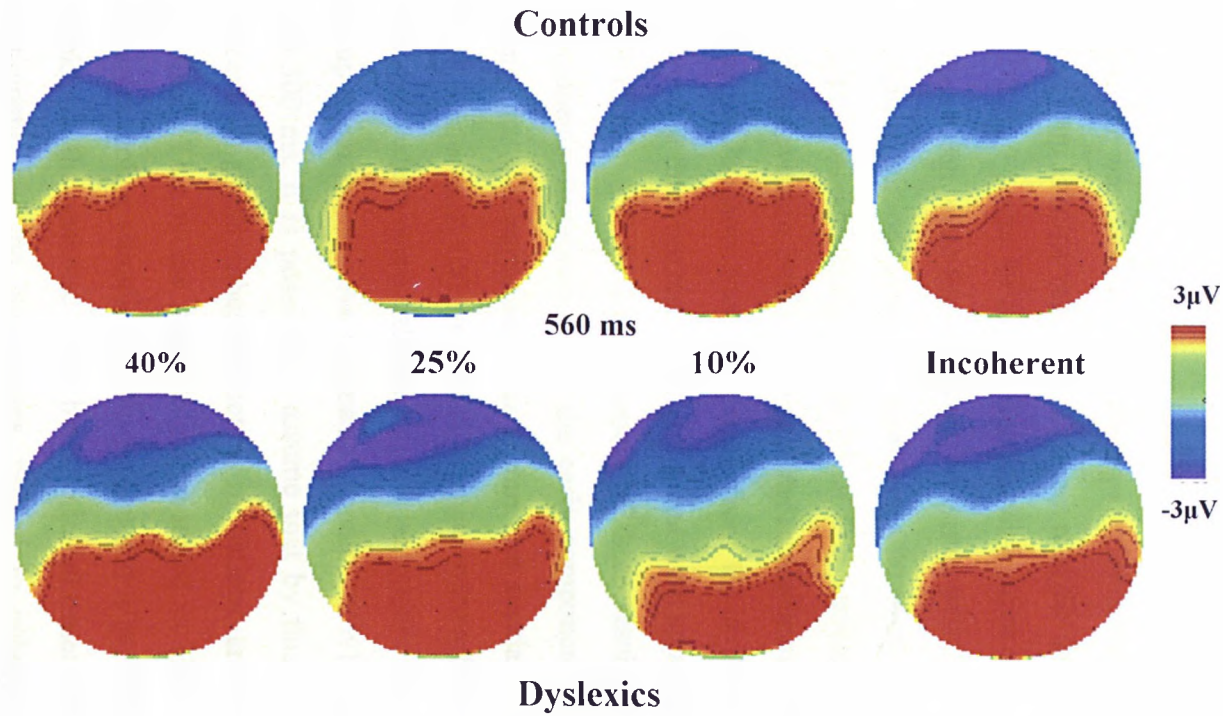 Controls
3µV
560 ms
40% 25% 10% Incoherent
-3µV
Dyslexics